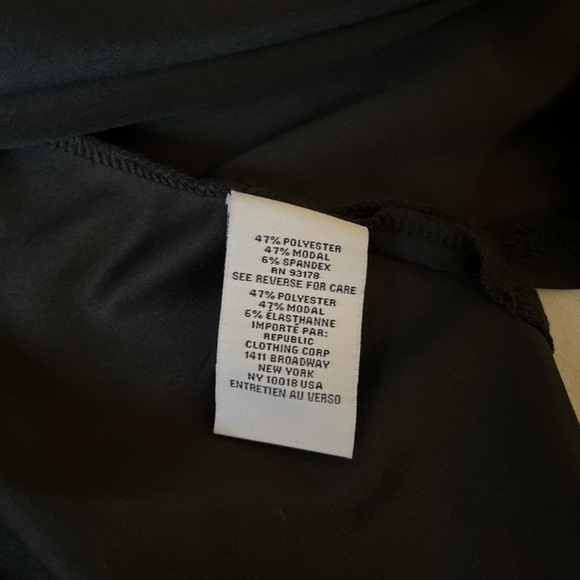 47% POLYESTER
47% MODAL
6% SPANDEX
RN 93178
SEE REVERSE FOR CARE
47% POLYESTER
47% MODAL
6% ÉLASTHANNE
IMPORTÉ PAR:
REPUBLIC
CLOTHING CORP
1411 BROADWAY
NEW YORK
NY 10018 USA
ENTRETIEN AU VERSO